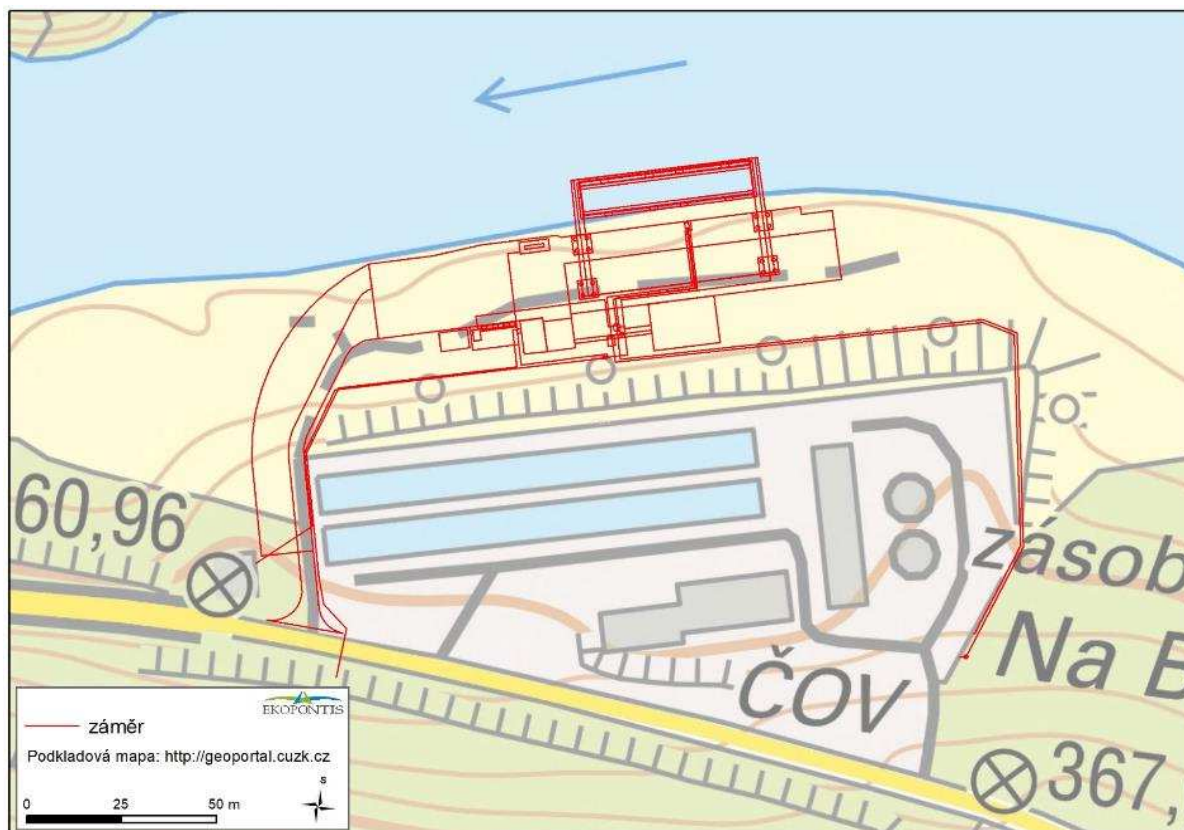 60,96
zásob
Na B
ČOV
367,
EKOPONTIS
záměr
Podkladová mapa: http://geoportal.cuzk.cz
s
0 25 50 m